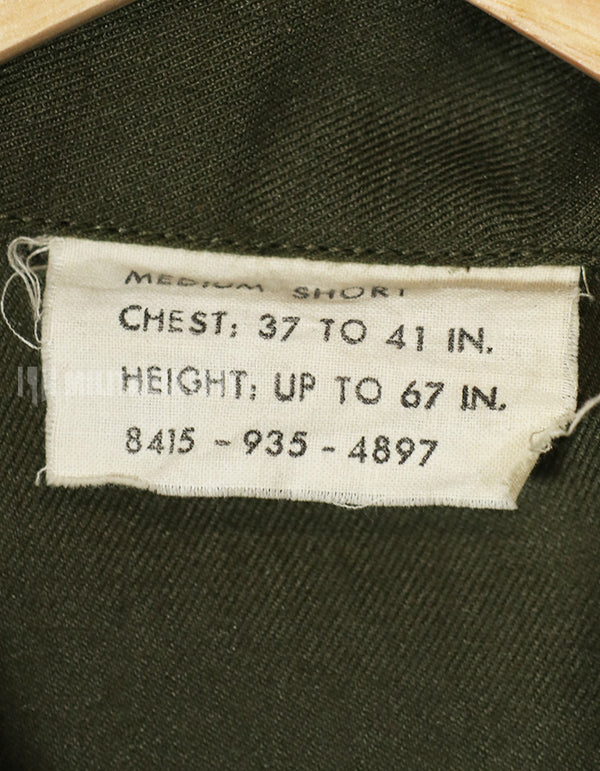 MEDIUM SHORT
CHEST: 37 TO 41 IN.
HEIGHT: UP TO 67 IN.
8415 - 935 - 4897